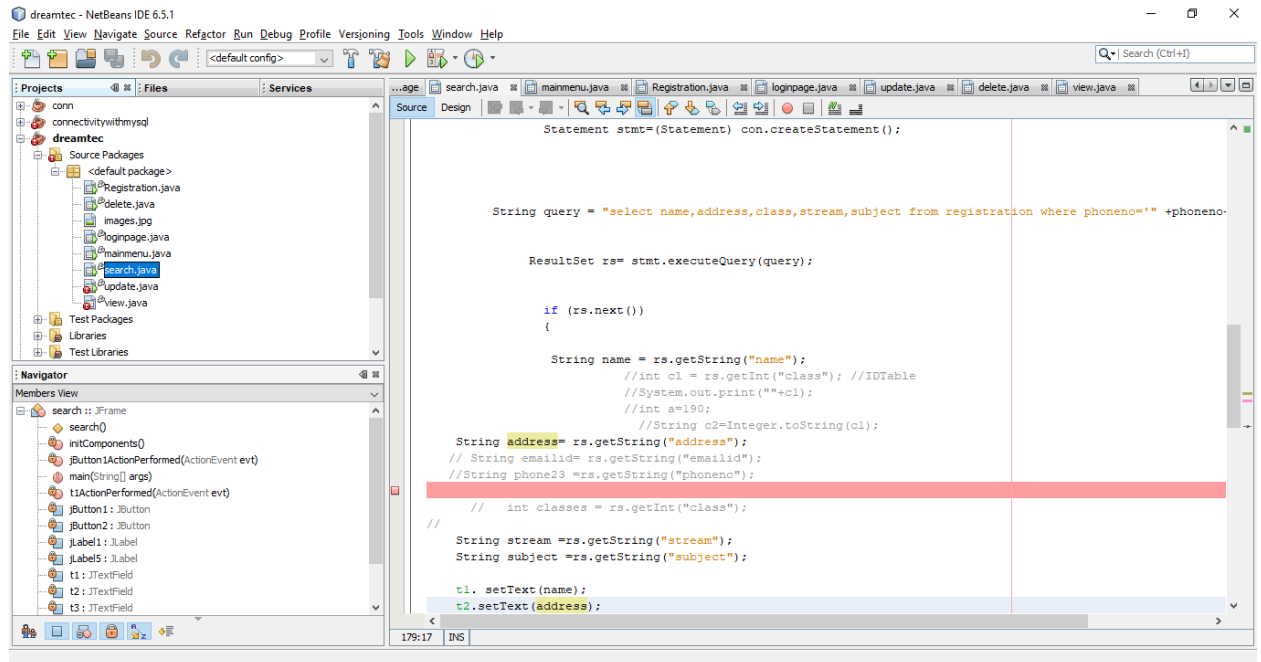 dreamtec - NetBeans IDE 6.5.1
File Edit View Navigate Source Refactor Run Debug Profile Versioning Tools Window Help
<default config>
Search (Ctrl+I)
Projects Files Services
conn
connectivitywithmysql
dreamtec
Source Packages
<default package>
Registration.java
delete.java
images.jpg
loginpage.java
mainmenu.java
search.java
update.java
view.java
Test Packages
Libraries
Test Libraries
Navigator
Members View
search :: JFrame
search()
initComponents()
jButton1ActionPerformed(ActionEvent evt)
main(String[] args)
t1ActionPerformed(ActionEvent evt)
jButton1 : JButton
jButton2 : JButton
jLabel1 : JLabel
jLabel5 : JLabel
t1 : JTextField
t2 : JTextField
t3 : JTextField
...age search.java mainmenu.java Registration.java loginpage.java update.java delete.java view.java
Source Design
Statement stmt=(Statement) con.createStatement();
String query = "select name,address,class,stream,subject from registration where phoneno='" +phoneno
ResultSet rs= stmt.executeQuery(query);
if (rs.next())
{
String name = rs.getString("name");
//int cl = rs.getInt("class"); //IDTable
//System.out.print(""+cl);
//int a=190;
//String c2=Integer.toString(cl);
String address= rs.getString("address");
// String emailid= rs.getString("emailid");
//String phone23 =rs.getString("phoneno");
// int classes = rs.getInt("class");
//
String stream =rs.getString("stream");
String subject =rs.getString("subject");
t1. setText(name);
t2.setText(address);
179:17 INS